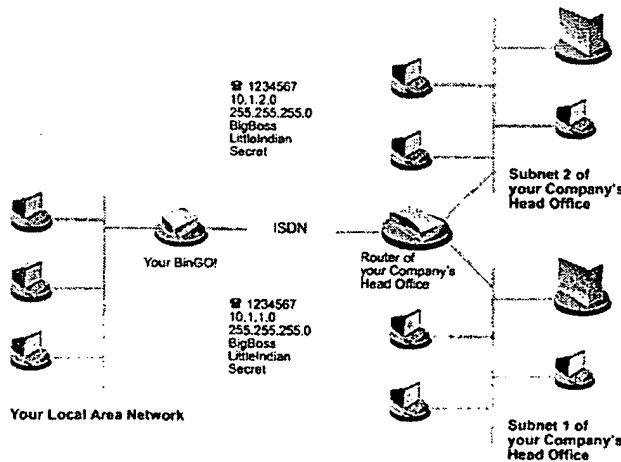 ☎ 1234567
10.1.2.0
255.255.255.0
BigBoss
LittleIndian
Secret
Subnet 2 of
your Company's
Head Office
ISDN
Your BinGO!
Router of
your Company's
Head Office
☎ 1234567
10.1.1.0
255.255.255.0
BigBoss
LittleIndian
Secret
Your Local Area Network
Subnet 1 of
your Company's
Head Office